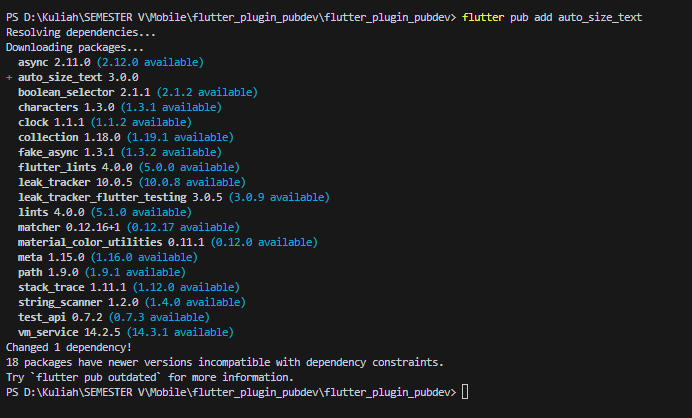 PS D:\Kuliah\SEMESTER V\Mobile\flutter_plugin_pubdev\flutter_plugin_pubdev> flutter pub add auto_size_text
Resolving dependencies...
Downloading packages...
  async 2.11.0 (2.12.0 available)
+ auto_size_text 3.0.0
  boolean_selector 2.1.1 (2.1.2 available)
  characters 1.3.0 (1.3.1 available)
  clock 1.1.1 (1.1.2 available)
  collection 1.18.0 (1.19.1 available)
  fake_async 1.3.1 (1.3.2 available)
  flutter_lints 4.0.0 (5.0.0 available)
  leak_tracker 10.0.5 (10.0.8 available)
  leak_tracker_flutter_testing 3.0.5 (3.0.9 available)
  lints 4.0.0 (5.1.0 available)
  matcher 0.12.16+1 (0.12.17 available)
  material_color_utilities 0.11.1 (0.12.0 available)
  meta 1.15.0 (1.16.0 available)
  path 1.9.0 (1.9.1 available)
  stack_trace 1.11.1 (1.12.0 available)
  string_scanner 1.2.0 (1.4.0 available)
  test_api 0.7.2 (0.7.3 available)
  vm_service 14.2.5 (14.3.1 available)
Changed 1 dependency!
18 packages have newer versions incompatible with dependency constraints.
Try `flutter pub outdated` for more information.
PS D:\Kuliah\SEMESTER V\Mobile\flutter_plugin_pubdev\flutter_plugin_pubdev>